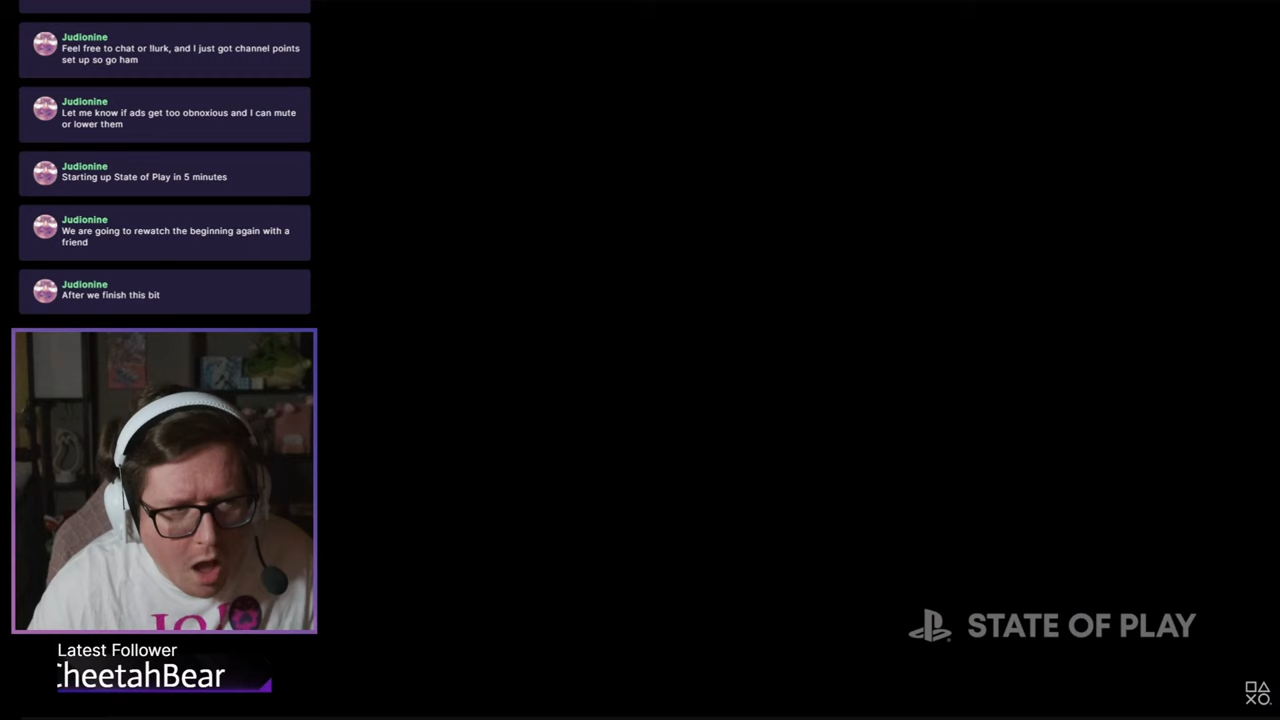 Judionine
Feel free to chat or !lurk, and I just got channel points
set up so go ham
Judionine
Let me know if ads get too obnoxious and I can mute
or lower them
Judionine
Starting up State of Play in 5 minutes
Judionine
We are going to rewatch the beginning again with a
friend
Judionine
After we finish this bit
Latest Follower
CheetahBear
STATE OF PLAY